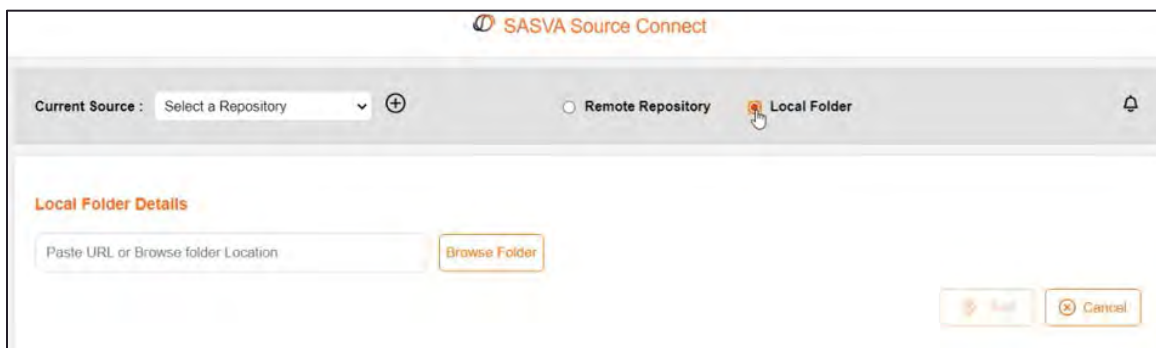 SASVA Source Connect
Current Source : Select a Repository Remote Repository Local Folder
Local Folder Details
Paste URL or Browse folder Location Browse Folder
Cancel